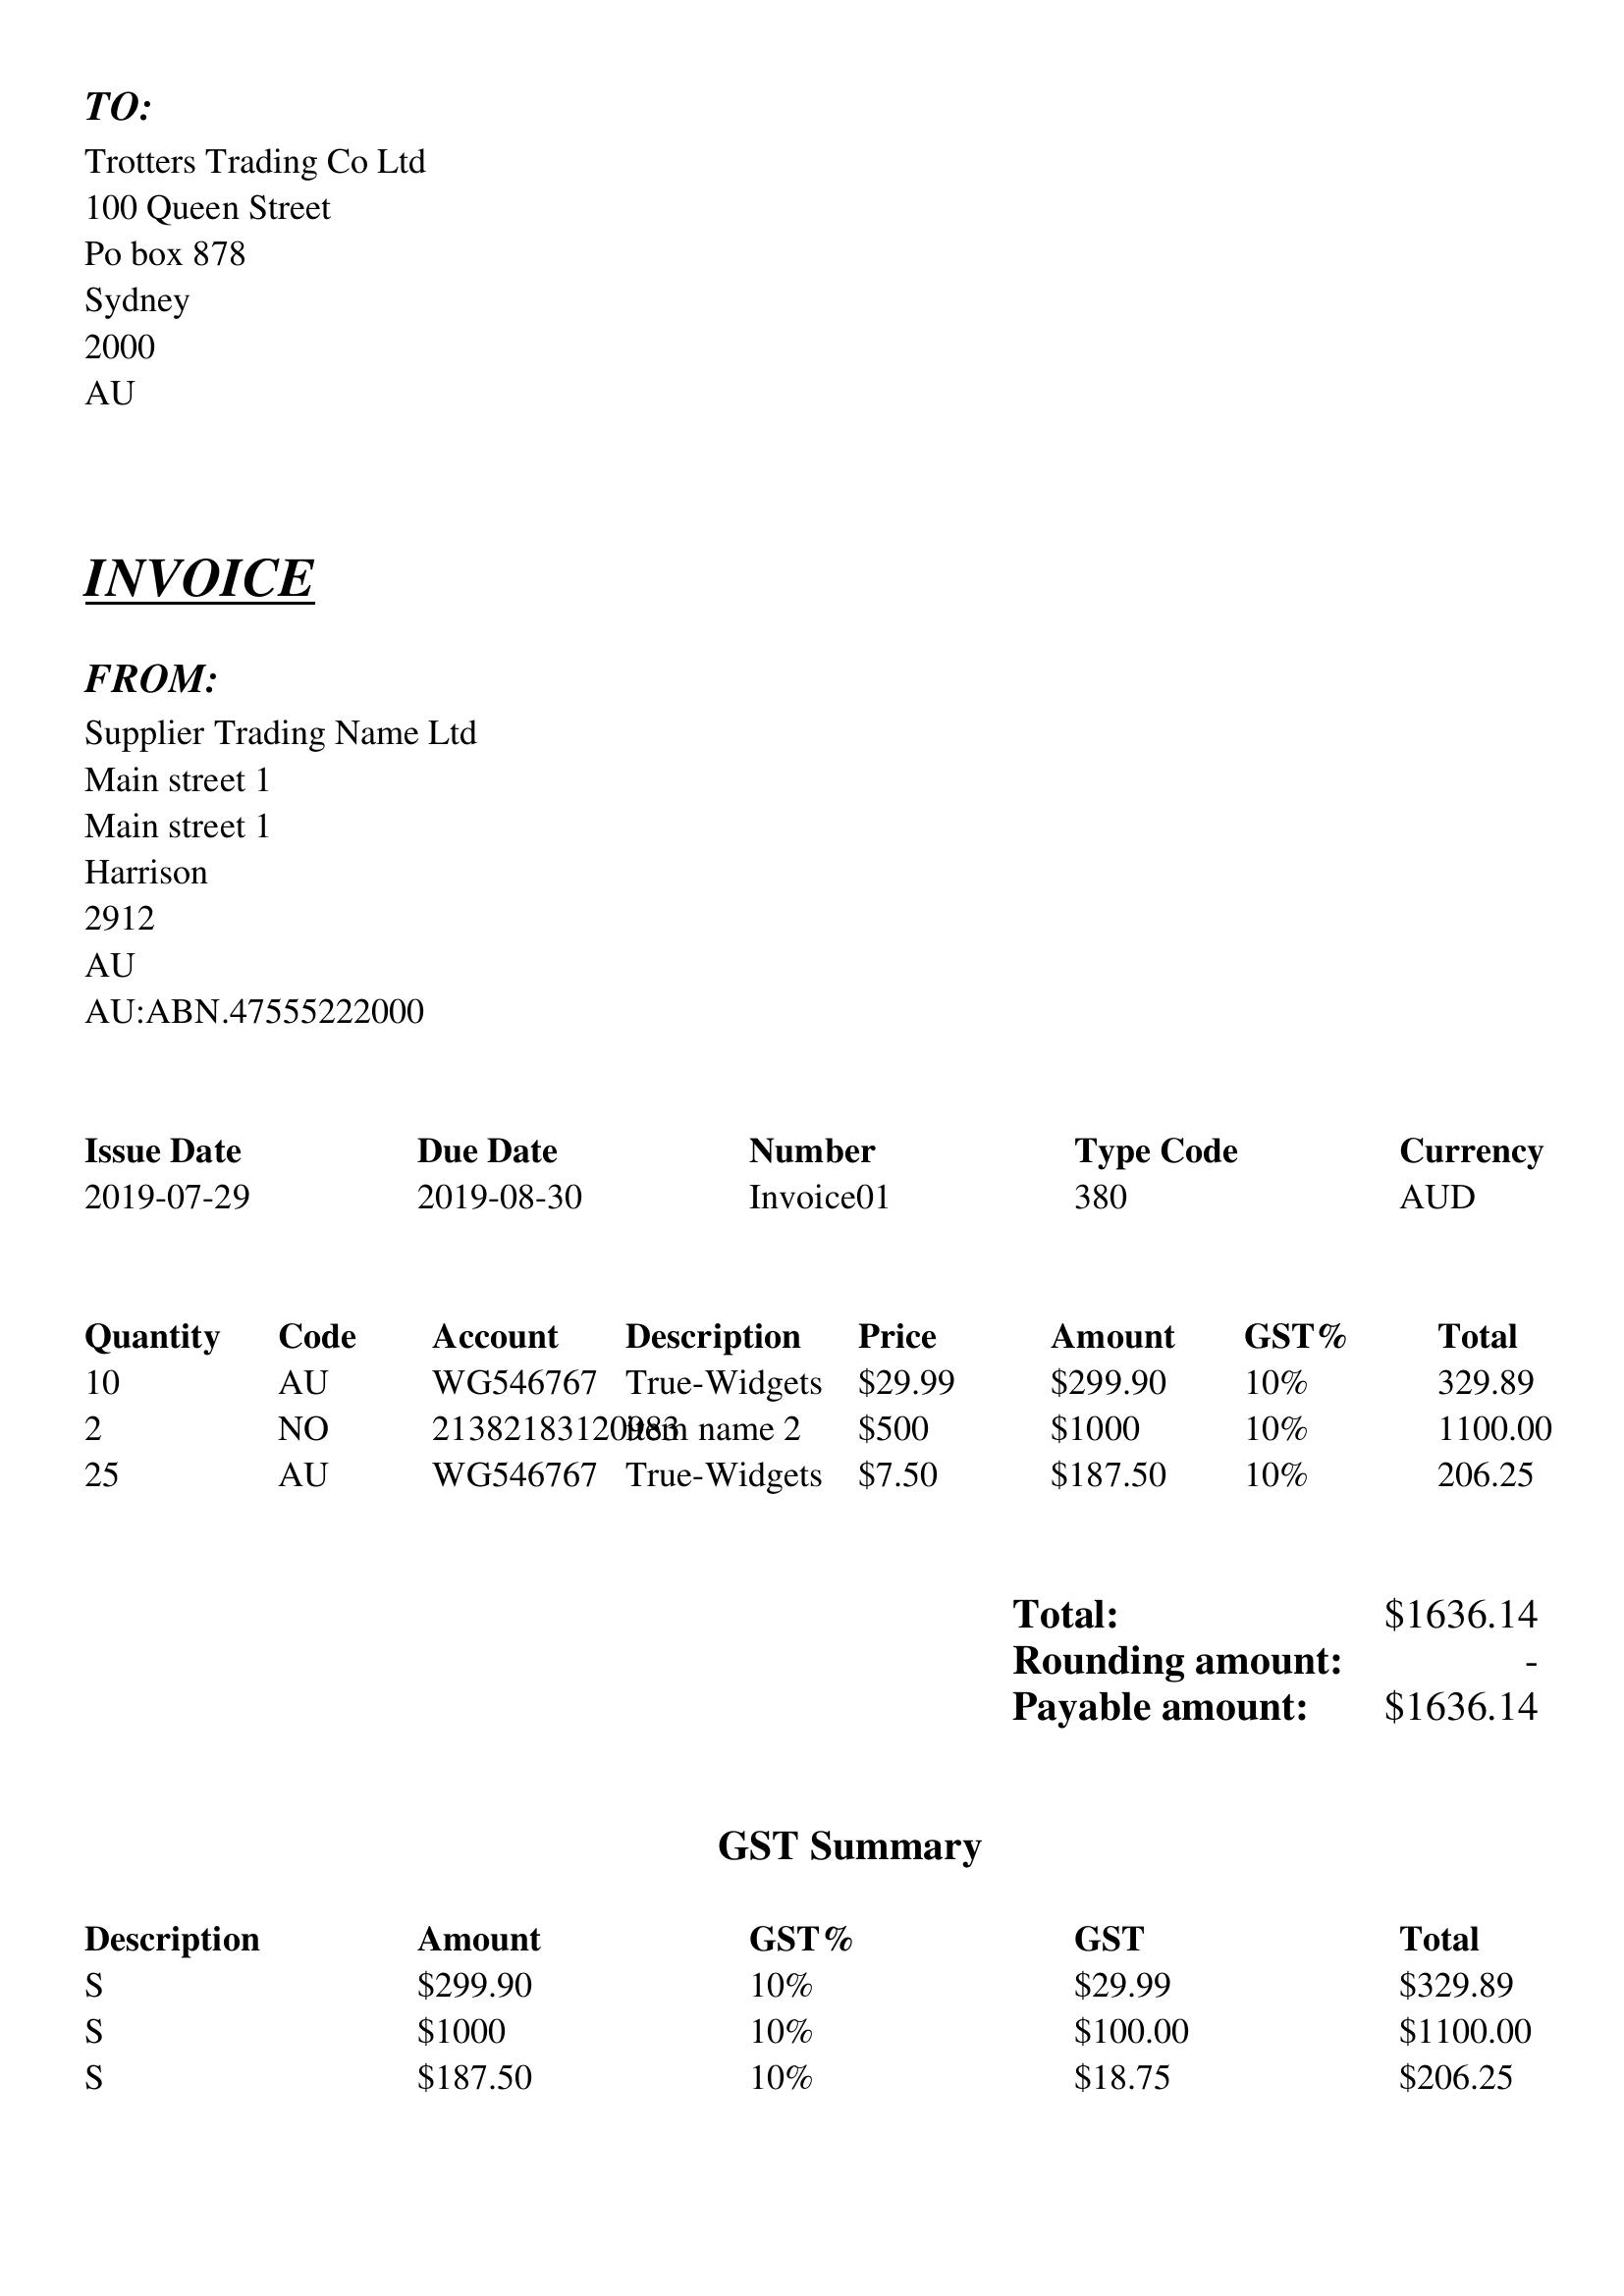 TO:
Trotters Trading Co Ltd
100 Queen Street
Po box 878
Sydney
2000
AU
INVOICE
FROM:
Supplier Trading Name Ltd
Main street 1
Main street 1
Harrison
2912
AU
AU:ABN.47555222000
Issue Date Due Date Number Type Code Currency
2019-07-29 2019-08-30 Invoice01 380 AUD
Quantity Code Account Description Price Amount GST% Total
10 AU WG546767 True-Widgets $29.99 $299.90 10% 329.89
2 NO 21382183120983 item name 2 $500 $1000 10% 1100.00
25 AU WG546767 True-Widgets $7.50 $187.50 10% 206.25
Total: $1636.14
Rounding amount: -
Payable amount: $1636.14
GST Summary
Description Amount GST% GST Total
S $299.90 10% $29.99 $329.89
S $1000 10% $100.00 $1100.00
S $187.50 10% $18.75 $206.25